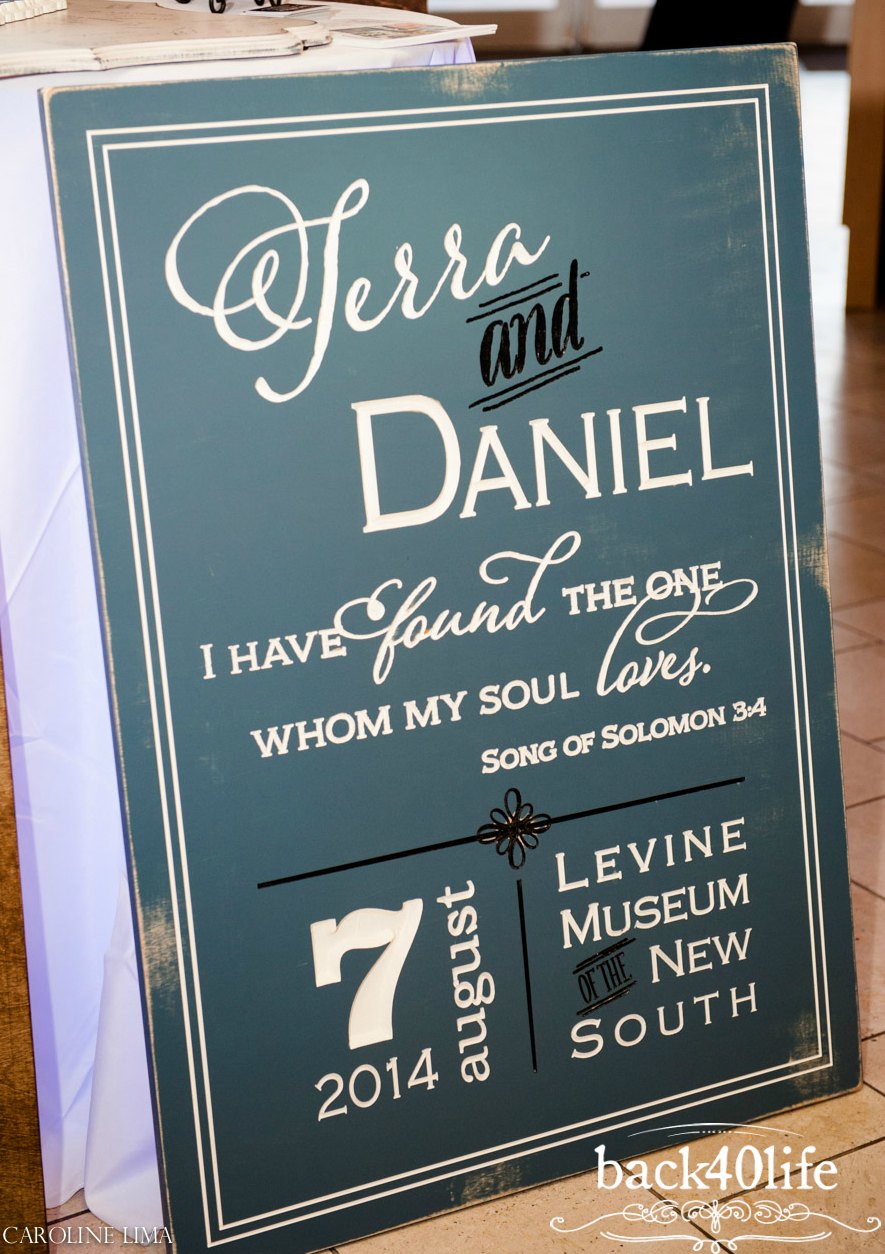 Terra
and
DANIEL
I HAVE found THE ONE
WHOM MY SOUL loves.
SONG OF SOLOMON 3:4
7
august
2014
LEVINE
MUSEUM
OF THE NEW
SOUTH
back40life
CAROLINE LIMA